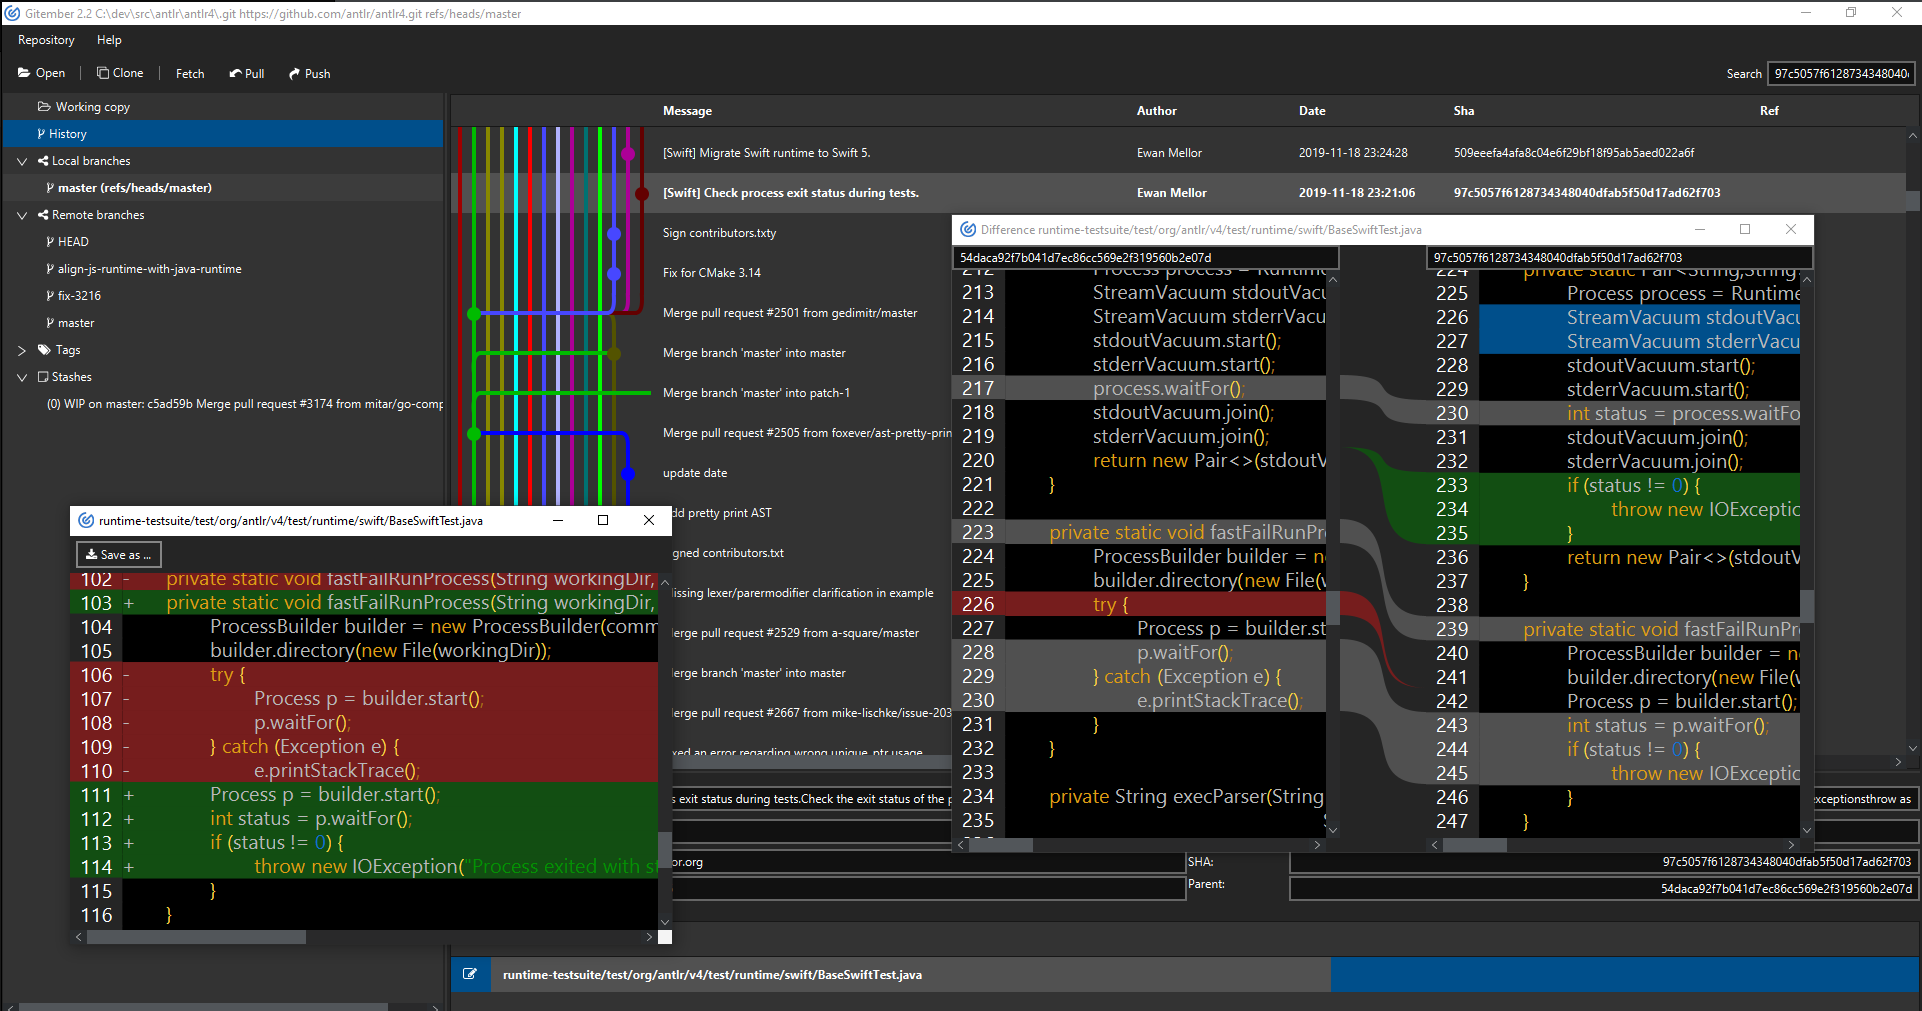 Gitember 2.2 C:\dev\src\antlr\antlr4\.git https://github.com/antlr/antlr4.git refs/heads/master
Repository Help
Open Clone Fetch Pull Push
Search 97c5057f6128734348040
Working copy
History
Local branches
master (refs/heads/master)
Remote branches
HEAD
align-js-runtime-with-java-runtime
fix-3216
master
Tags
Stashes
(0) WIP on master: c5ad59b Merge pull request #3174 from mitar/go-comp
Message Author Date Sha Ref
[Swift] Migrate Swift runtime to Swift 5. Ewan Mellor 2019-11-18 23:24:28 509eeefa4afa8c04e6f29bf18f95ab5aed022a6f
[Swift] Check process exit status during tests. Ewan Mellor 2019-11-18 23:21:06 97c5057f6128734348040dfab5f50d17ad62f703
Sign contributors.txty
Fix for CMake 3.14
Merge pull request #2501 from gedimitr/master
Merge branch 'master' into master
Merge branch 'master' into patch-1
Merge pull request #2505 from foxever/ast-pretty-prin
update date
dd pretty print AST
gned contributors.txt
issing lexer/parermodifier clarification in example
erge pull request #2529 from a-square/master
erge branch 'master' into master
erge pull request #2667 from mike-lischke/issue-203
xed an error regarding wrong unique_ptr usage
Difference runtime-testsuite/test/org/antlr/v4/test/runtime/swift/BaseSwiftTest.java
54daca92f7b041d7ec86cc569e2f319560b2e07d
212 Process process = Runtime
213 StreamVacuum stdoutVacu
214 StreamVacuum stderrVacu
215 stdoutVacuum.start();
216 stderrVacuum.start();
217 process.waitFor();
218 stdoutVacuum.join();
219 stderrVacuum.join();
220 return new Pair<>(stdoutV
221 }
222
223 private static void fastFailRunPr
224 ProcessBuilder builder = ne
225 builder.directory(new File(w
226 try {
227 Process p = builder.st
228 p.waitFor();
229 } catch (Exception e) {
230 e.printStackTrace();
231 }
232 }
233
234 private String execParser(String
235 S
97c5057f6128734348040dfab5f50d17ad62f703
224 private static Pair<String,String
225 Process process = Runtime
226 StreamVacuum stdoutVacu
227 StreamVacuum stderrVacu
228 stdoutVacuum.start();
229 stderrVacuum.start();
230 int status = process.waitFo
231 stdoutVacuum.join();
232 stderrVacuum.join();
233 if (status != 0) {
234 throw new IOExceptic
235 }
236 return new Pair<>(stdoutV
237 }
238
239 private static void fastFailRunPr
240 ProcessBuilder builder = ne
241 builder.directory(new File(w
242 Process p = builder.start();
243 int status = p.waitFor();
244 if (status != 0) {
245 throw new IOExceptic
246 }
247 }
runtime-testsuite/test/org/antlr/v4/test/runtime/swift/BaseSwiftTest.java
Save as ...
102 - private static void fastFailRunProcess(String workingDir,
103 + private static void fastFailRunProcess(String workingDir,
104 ProcessBuilder builder = new ProcessBuilder(comm
105 builder.directory(new File(workingDir));
106 - try {
107 - Process p = builder.start();
108 - p.waitFor();
109 - } catch (Exception e) {
110 - e.printStackTrace();
111 + Process p = builder.start();
112 + int status = p.waitFor();
113 + if (status != 0) {
114 + throw new IOException("Process exited with st
115 }
116 }
s exit status during tests.Check the exit status of the p
exceptionsthrow as
or.org
SHA: 97c5057f6128734348040dfab5f50d17ad62f703
Parent: 54daca92f7b041d7ec86cc569e2f319560b2e07d
runtime-testsuite/test/org/antlr/v4/test/runtime/swift/BaseSwiftTest.java